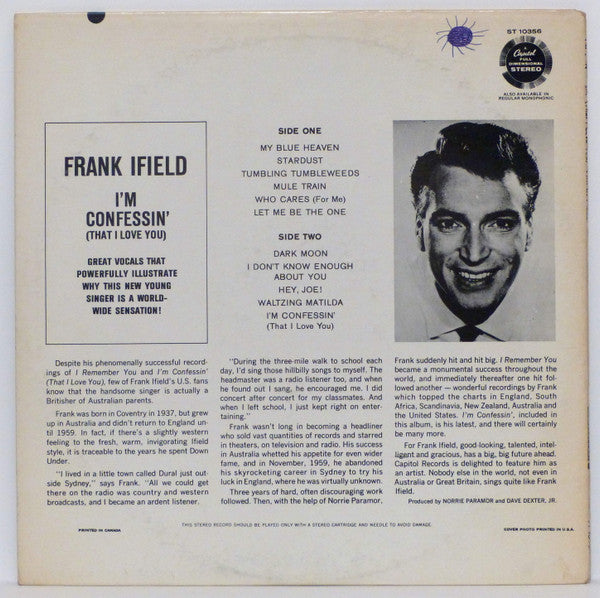 ST 10356
Capitol
FULL
DIMENSIONAL
STEREO
ALSO AVAILABLE IN
REGULAR MONOPHONIC
FRANK IFIELD
I'M
CONFESSIN'
(THAT I LOVE YOU)
GREAT VOCALS THAT
POWERFULLY ILLUSTRATE
WHY THIS NEW YOUNG
SINGER IS A WORLD-
WIDE SENSATION!
SIDE ONE
MY BLUE HEAVEN
STARDUST
TUMBLING TUMBLEWEEDS
MULE TRAIN
WHO CARES (For Me)
LET ME BE THE ONE
SIDE TWO
DARK MOON
I DON'T KNOW ENOUGH
ABOUT YOU
HEY, JOE!
WALTZING MATILDA
I'M CONFESSIN'
(That I Love You)
Despite his phenomenally successful record-
ings of I Remember You and I'm Confessin'
(That I Love You), few of Frank Ifield's U.S. fans
know that the handsome singer is actually a
Britisher of Australian parents.
Frank was born in Coventry in 1937, but grew
up in Australia and didn't return to England un-
til 1959. In fact, if there's a slightly western
feeling to the fresh, warm, invigorating Ifield
style, it is traceable to the years he spent Down
Under.
"I lived in a little town called Dural just out-
side Sydney," says Frank. "All we could get
there on the radio was country and western
broadcasts, and I became an ardent listener.
"During the three-mile walk to school each
day, I'd sing those hillbilly songs to myself. The
headmaster was a radio listener too, and when
he found out I sang, he encouraged me. I did
concert after concert for my classmates. And
when I left school, I just kept right on enter-
taining."
Frank wasn't long in becoming a headliner
who sold vast quantities of records and starred
in theaters, on television and radio. His success
in Australia whetted his appetite for even wider
fame, and in November, 1959, he abandoned
his skyrocketing career in Sydney to try his
luck in England, where he was virtually unknown.
Three years of hard, often discouraging work
followed. Then, with the help of Norrie Paramor,
Frank suddenly hit and hit big. I Remember You
became a monumental success throughout the
world, and immediately thereafter one hit fol-
lowed another — wonderful recordings by Frank
which topped the charts in England, South
Africa, Scandinavia, New Zealand, Australia and
the United States. I'm Confessin', included in
this album, is his latest, and there will certainly
be many more.
For Frank Ifield, good-looking, talented, intel-
ligent and gracious, has a big, big future ahead.
Capitol Records is delighted to feature him as
an artist. Nobody else in the world, not even in
Australia or Great Britain, sings quite like Frank
Ifield.
Produced by NORRIE PARAMOR and DAVE DEXTER, JR.
THIS STEREO RECORD SHOULD BE PLAYED ONLY WITH A STEREO CARTRIDGE AND NEEDLE TO AVOID DAMAGE.
PRINTED IN CANADA
COVER PHOTO PRINTED IN U.S.A.